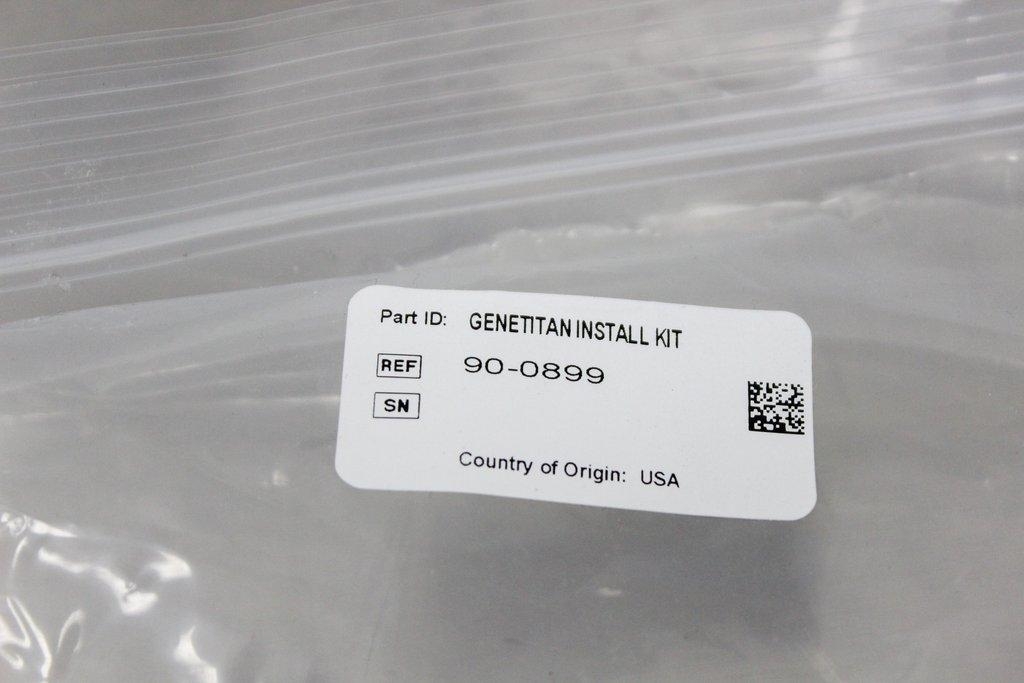 Part ID: GENETITAN INSTALL KIT
REF 90-0899
SN
Country of Origin: USA